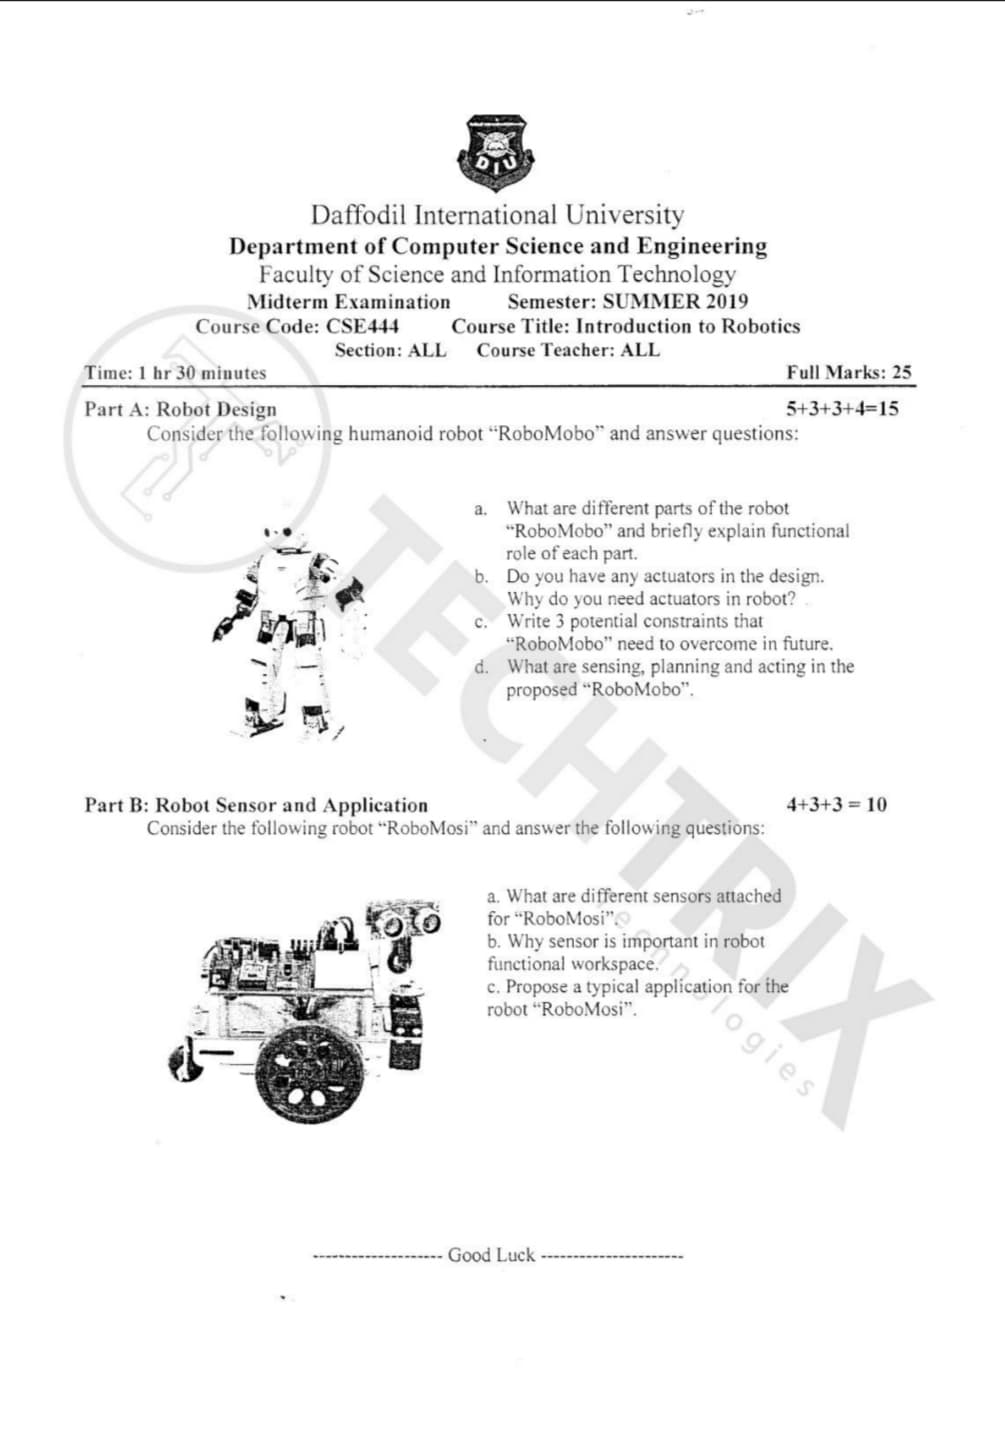 DIU
Daffodil International University
Department of Computer Science and Engineering
Faculty of Science and Information Technology
Midterm Examination Semester: SUMMER 2019
Course Code: CSE444 Course Title: Introduction to Robotics
Section: ALL Course Teacher: ALL
Time: 1 hr 30 minutes Full Marks: 25
Part A: Robot Design 5+3+3+4=15
Consider the following humanoid robot “RoboMobo” and answer questions:
a. What are different parts of the robot
“RoboMobo” and briefly explain functional
role of each part.
b. Do you have any actuators in the design.
Why do you need actuators in robot?
c. Write 3 potential constraints that
“RoboMobo” need to overcome in future.
d. What are sensing, planning and acting in the
proposed “RoboMobo”.
Part B: Robot Sensor and Application 4+3+3 = 10
Consider the following robot “RoboMosi” and answer the following questions:
a. What are different sensors attached
for “RoboMosi”.
b. Why sensor is important in robot
functional workspace.
c. Propose a typical application for the
robot “RoboMosi”.
------------------- Good Luck ---------------------
TECHTRIX
Technologies